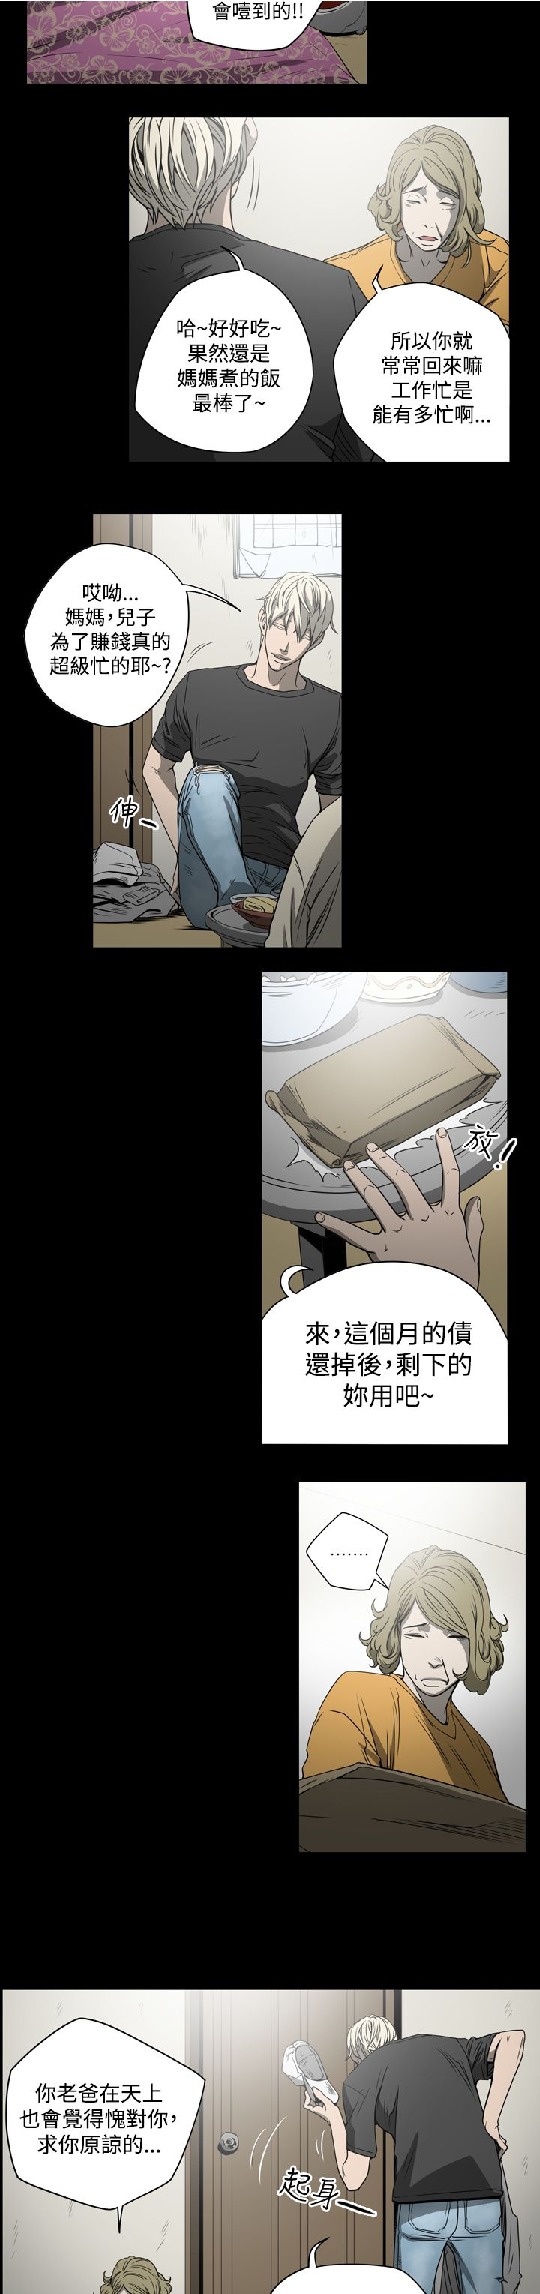 會噎到的!!
哈~好好吃~
果然還是
媽媽煮的飯
最棒了~
所以你就
常常回來嘛
工作忙是
能有多忙啊...
哎呦...
媽媽,兒子
為了賺錢真的
超級忙的耶~?
伸—
放!
來,這個月的債
還掉後,剩下的
妳用吧~
.......
你老爸在天上
也會覺得愧對你,
求你原諒的...
起身—